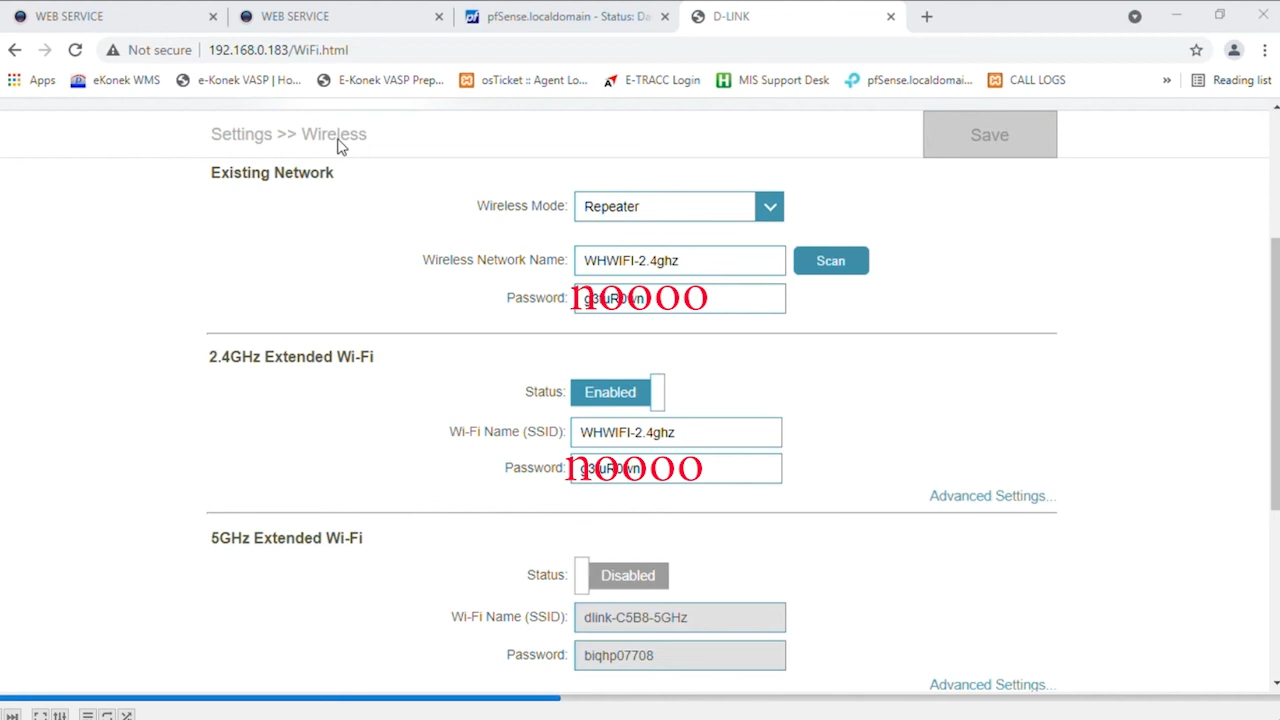 WEB SERVICE
WEB SERVICE
pfSense.localdomain - Status: Da
D-LINK
Not secure
192.168.0.183/WiFi.html
Apps
eKonek WMS
e-Konek VASP | Ho...
E-Konek VASP Prep...
osTicket :: Agent Lo...
E-TRACC Login
MIS Support Desk
pfSense.localdomai...
CALL LOGS
»
Reading list
Settings >> Wireless
Save
Existing Network
Wireless Mode: Repeater
Wireless Network Name: WHWIFI-2.4ghz Scan
Password: noooo
2.4GHz Extended Wi-Fi
Status: Enabled
Wi-Fi Name (SSID): WHWIFI-2.4ghz
Password: noooo
Advanced Settings...
5GHz Extended Wi-Fi
Status: Disabled
Wi-Fi Name (SSID): dlink-C5B8-5GHz
Password: biqhp07708
Advanced Settings...